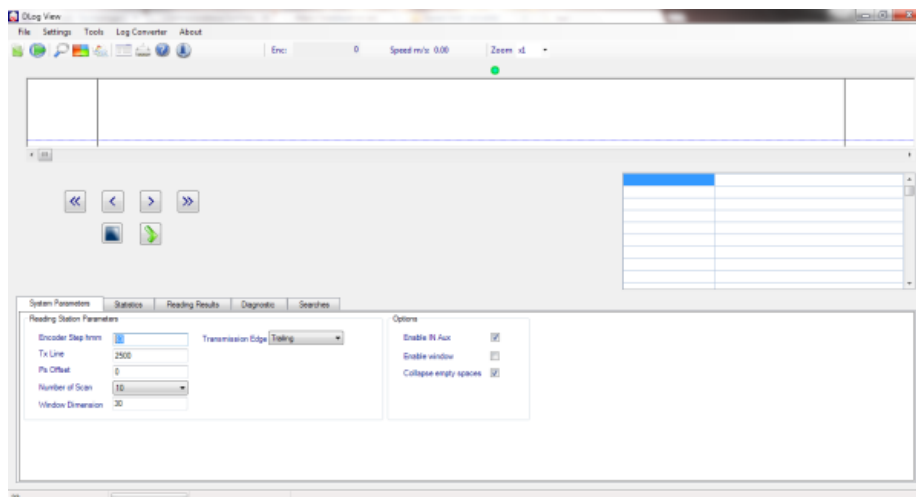 DLog View
File Settings Tools Log Converter About
Enc: 0 Speed m/s: 0.00 Zoom x1
System Parameters Statistics Reading Results Diagnostic Searches
Reading Station Parameters
Encoder Step hmm
Transmission Edge Trailing
Tx Line 2500
Ps Offset 0
Number of Scan 10
Window Dimension 30
Options
Enable IN Aux
Enable window
Collapse empty spaces